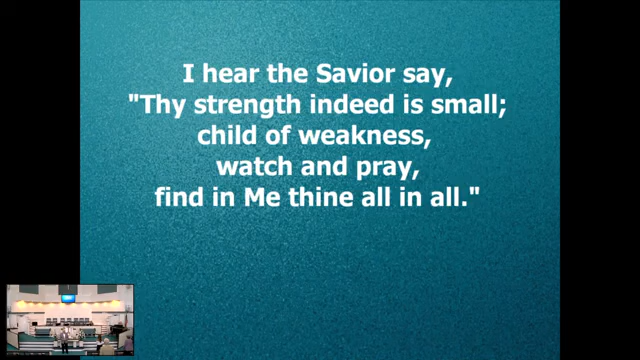 I hear the Savior say,
"Thy strength indeed is small;
child of weakness,
watch and pray,
find in Me thine all in all."